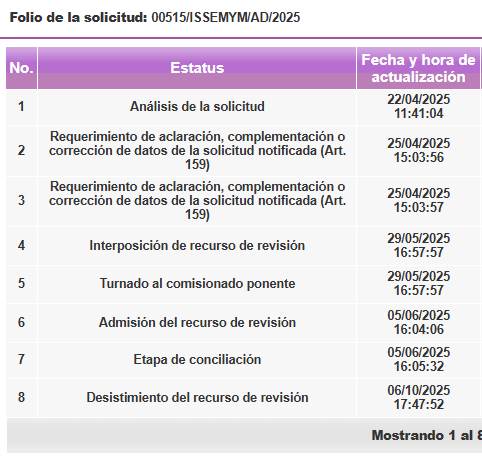 Folio de la solicitud: 00515/ISSEMYM/AD/2025
No. Estatus Fecha y hora de
actualización
1 Análisis de la solicitud 22/04/2025
11:41:04
2 Requerimiento de aclaración, complementación o
corrección de datos de la solicitud notificada (Art.
159) 25/04/2025
15:03:56
3 Requerimiento de aclaración, complementación o
corrección de datos de la solicitud notificada (Art.
159) 25/04/2025
15:03:57
4 Interposición de recurso de revisión 29/05/2025
16:57:57
5 Turnado al comisionado ponente 29/05/2025
16:57:57
6 Admisión del recurso de revisión 05/06/2025
16:04:06
7 Etapa de conciliación 05/06/2025
16:05:32
8 Desistimiento del recurso de revisión 06/10/2025
17:47:52
Mostrando 1 al 8